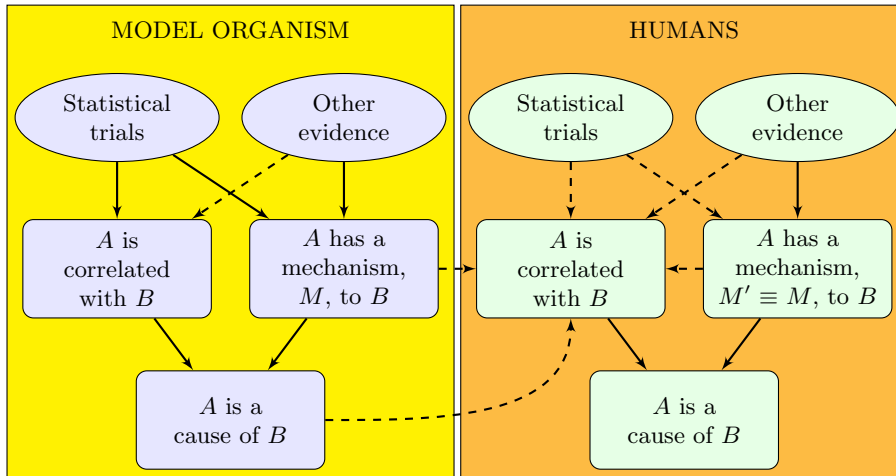 MODEL ORGANISM
Statistical
trials
Other
evidence
A is
correlated
with B
A has a
mechanism,
M, to B
A is a
cause of B
HUMANS
Statistical
trials
Other
evidence
A is
correlated
with B
A has a
mechanism,
M′ ≡ M, to B
A is a
cause of B